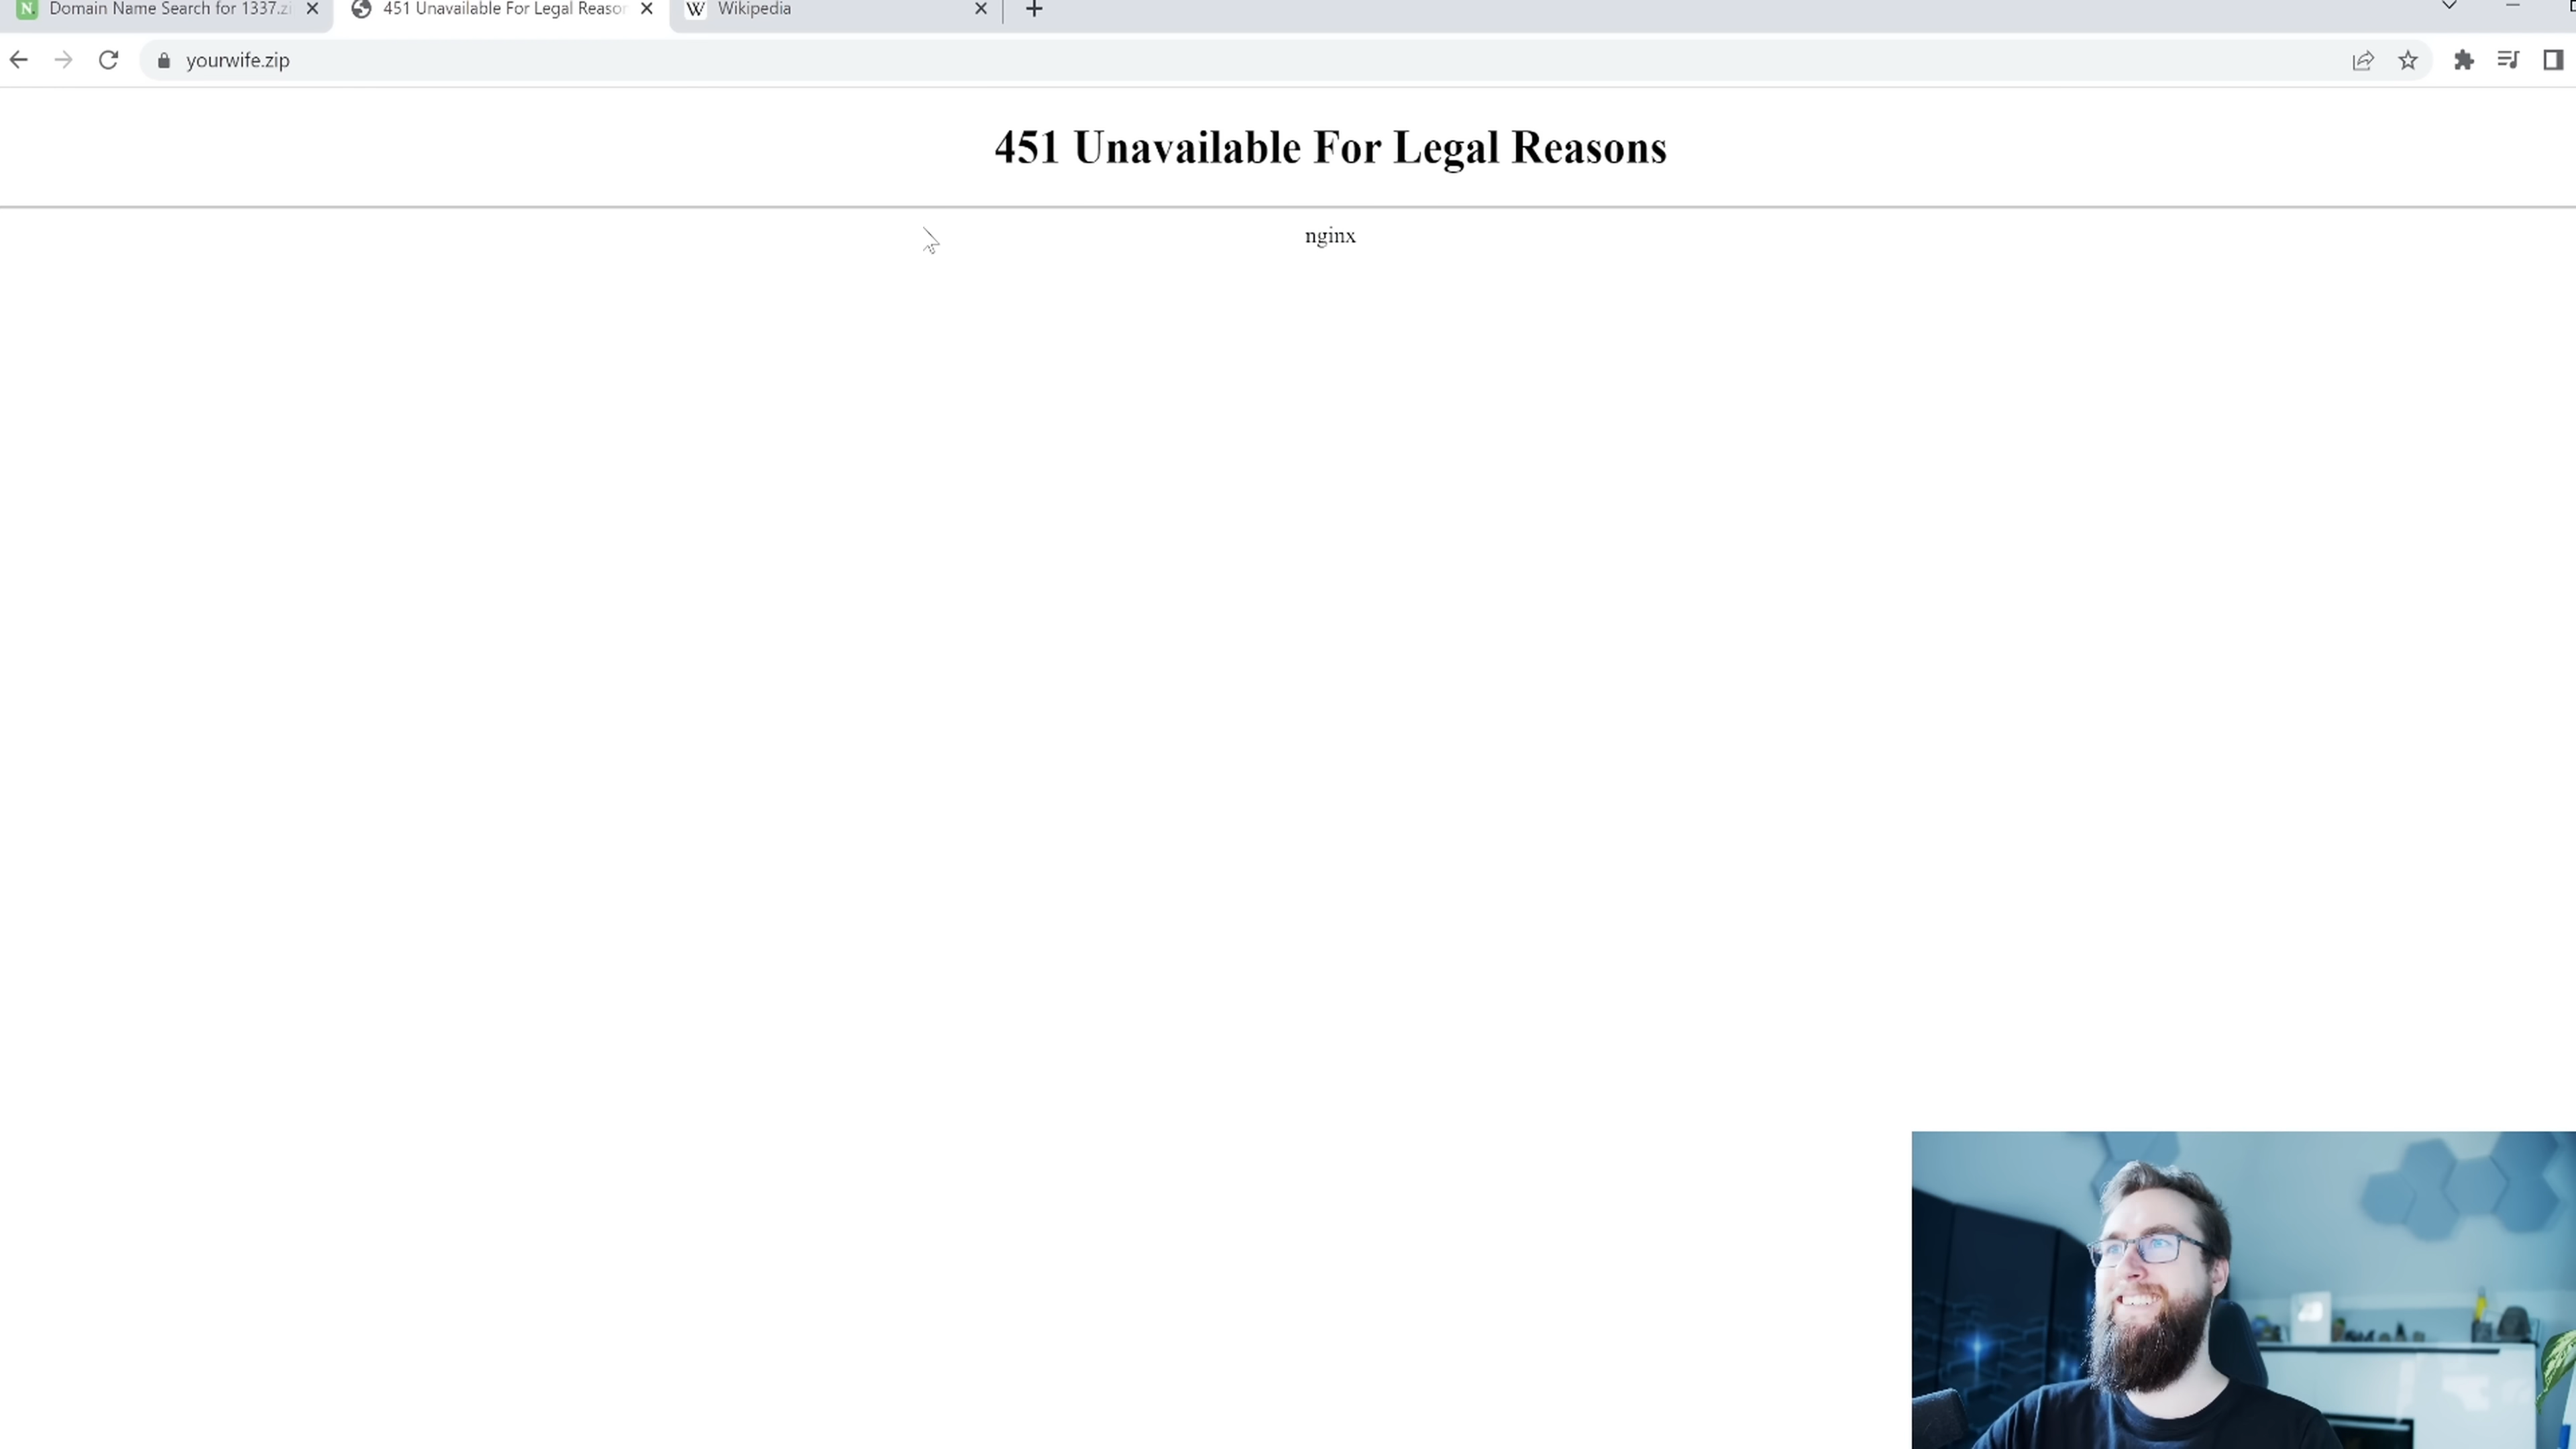 N. Domain Name Search for 1337.zi
451 Unavailable For Legal Reason
W Wikipedia
yourwife.zip
451 Unavailable For Legal Reasons
nginx